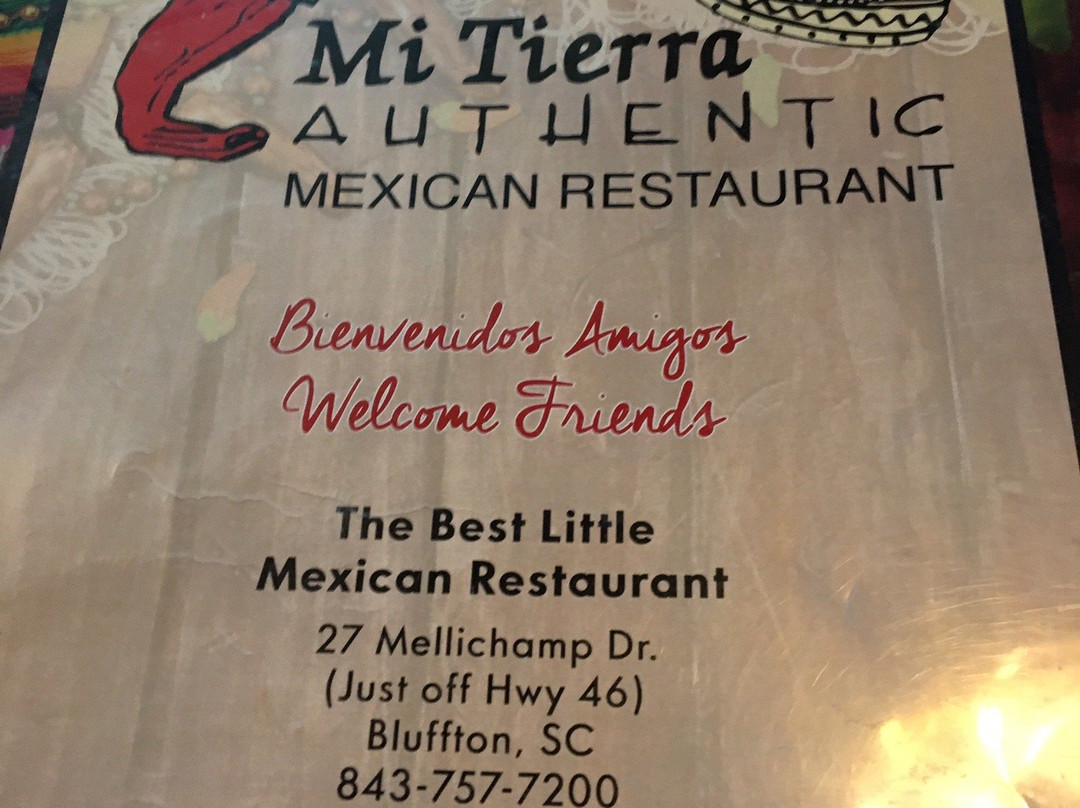 Mi Tierra
AUTHENTIC
MEXICAN RESTAURANT
Bienvenidos Amigos
Welcome Friends
The Best Little
Mexican Restaurant
27 Mellichamp Dr.
(Just off Hwy 46)
Bluffton, SC
843-757-7200